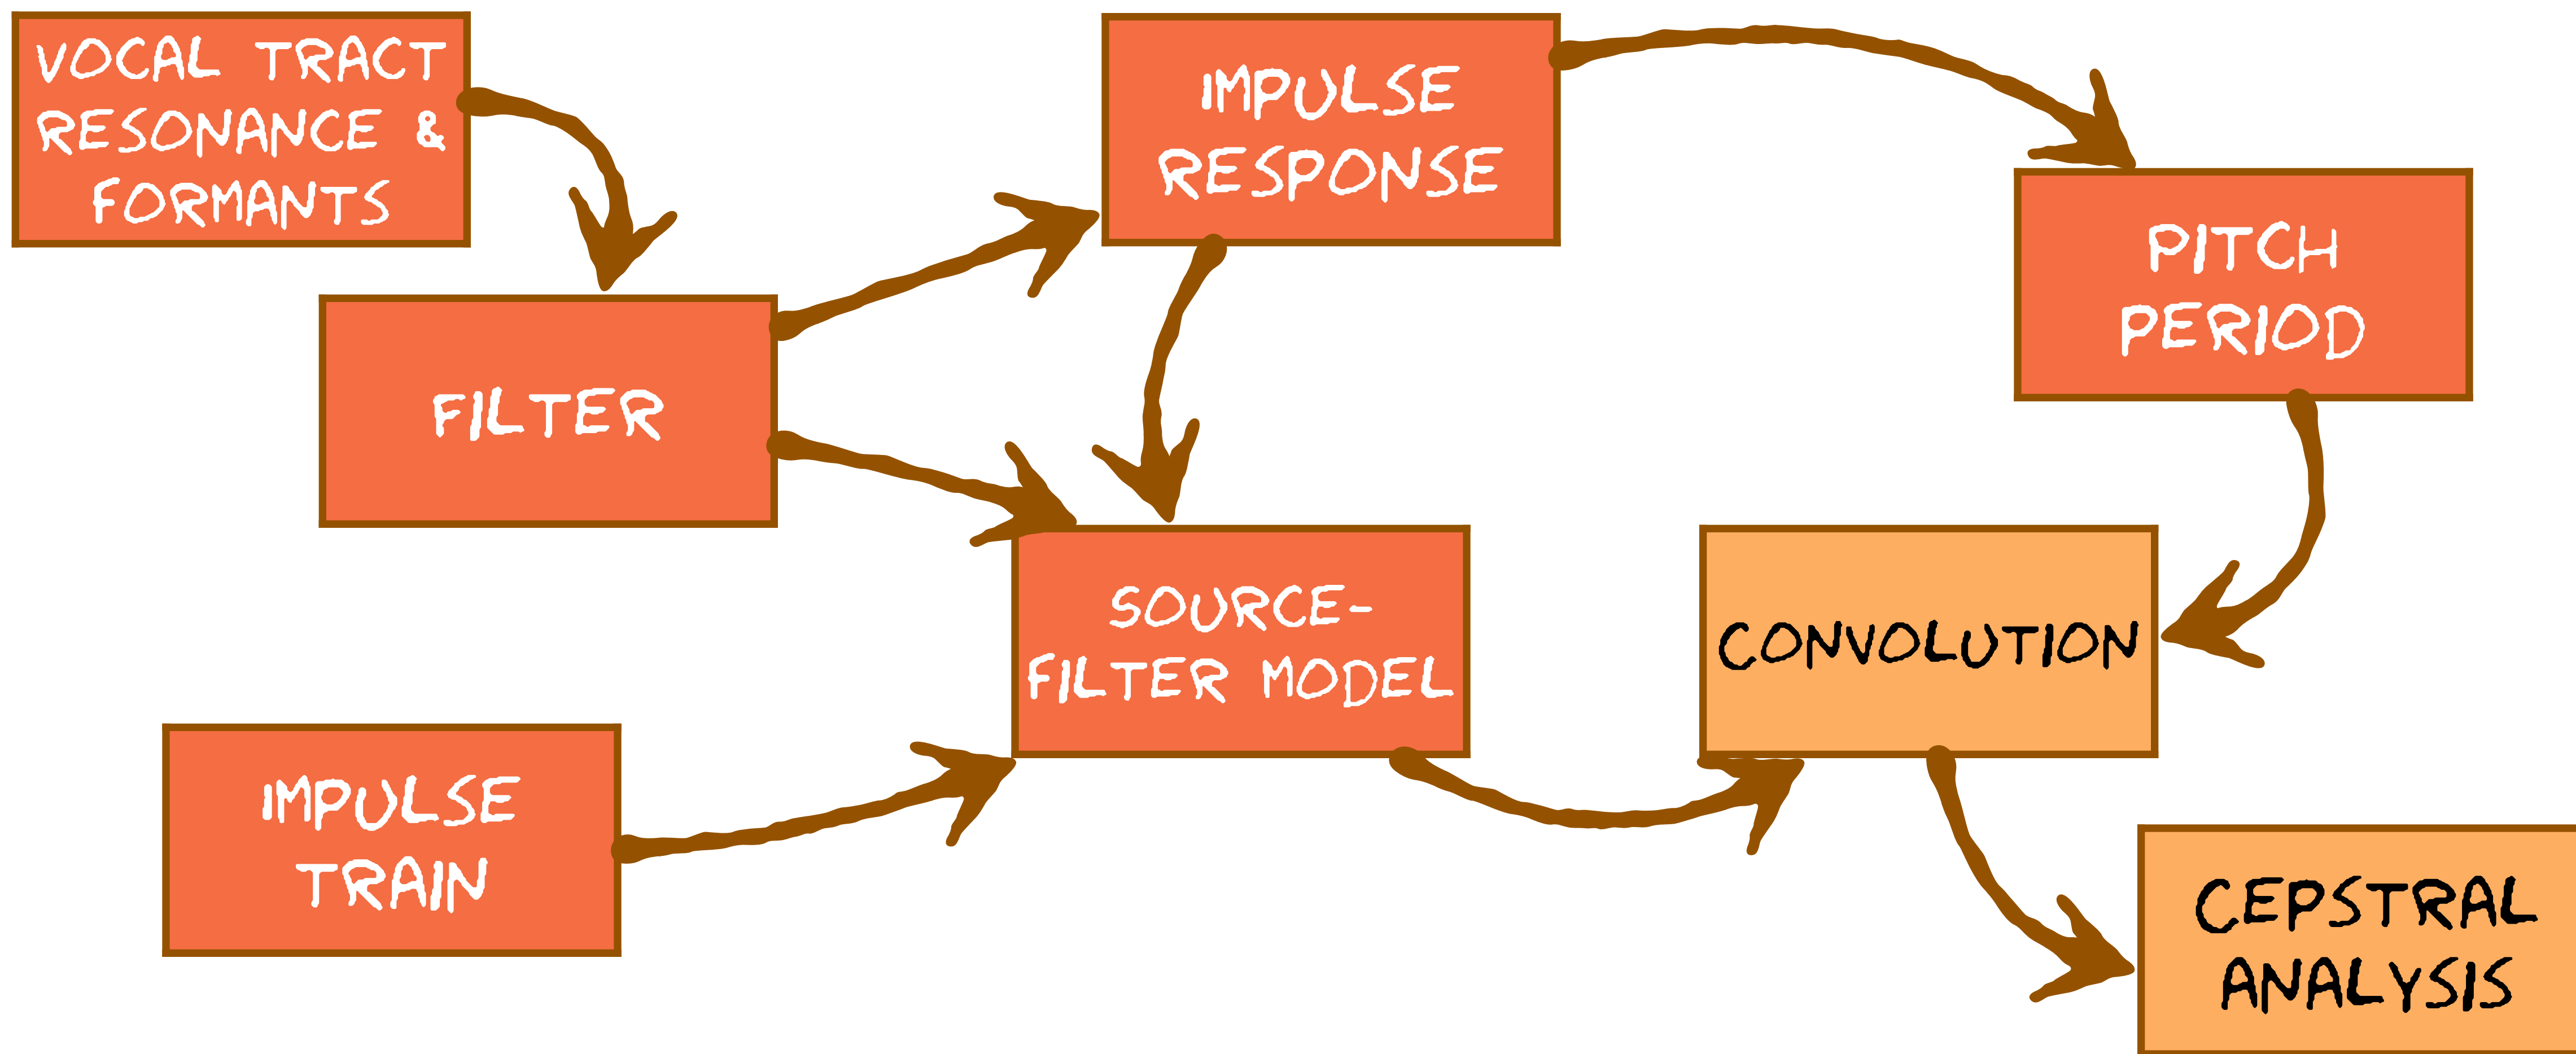 VOCAL TRACT
RESONANCE &
FORMANTS
IMPULSE
RESPONSE
PITCH
PERIOD
FILTER
SOURCE-
FILTER MODEL
CONVOLUTION
IMPULSE
TRAIN
CEPSTRAL
ANALYSIS